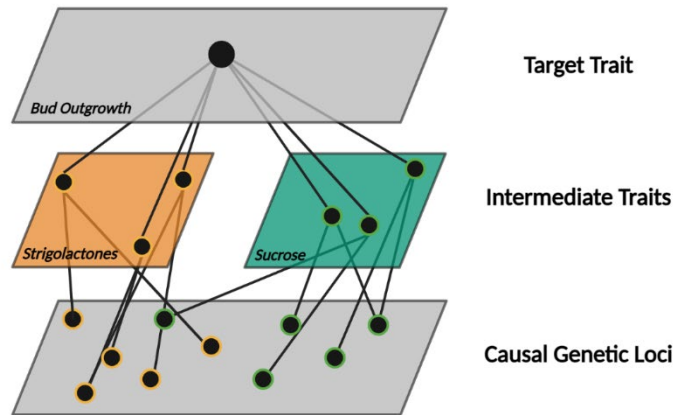 Target Trait
Bud Outgrowth
Intermediate Traits
Strigolactones
Sucrose
Causal Genetic Loci